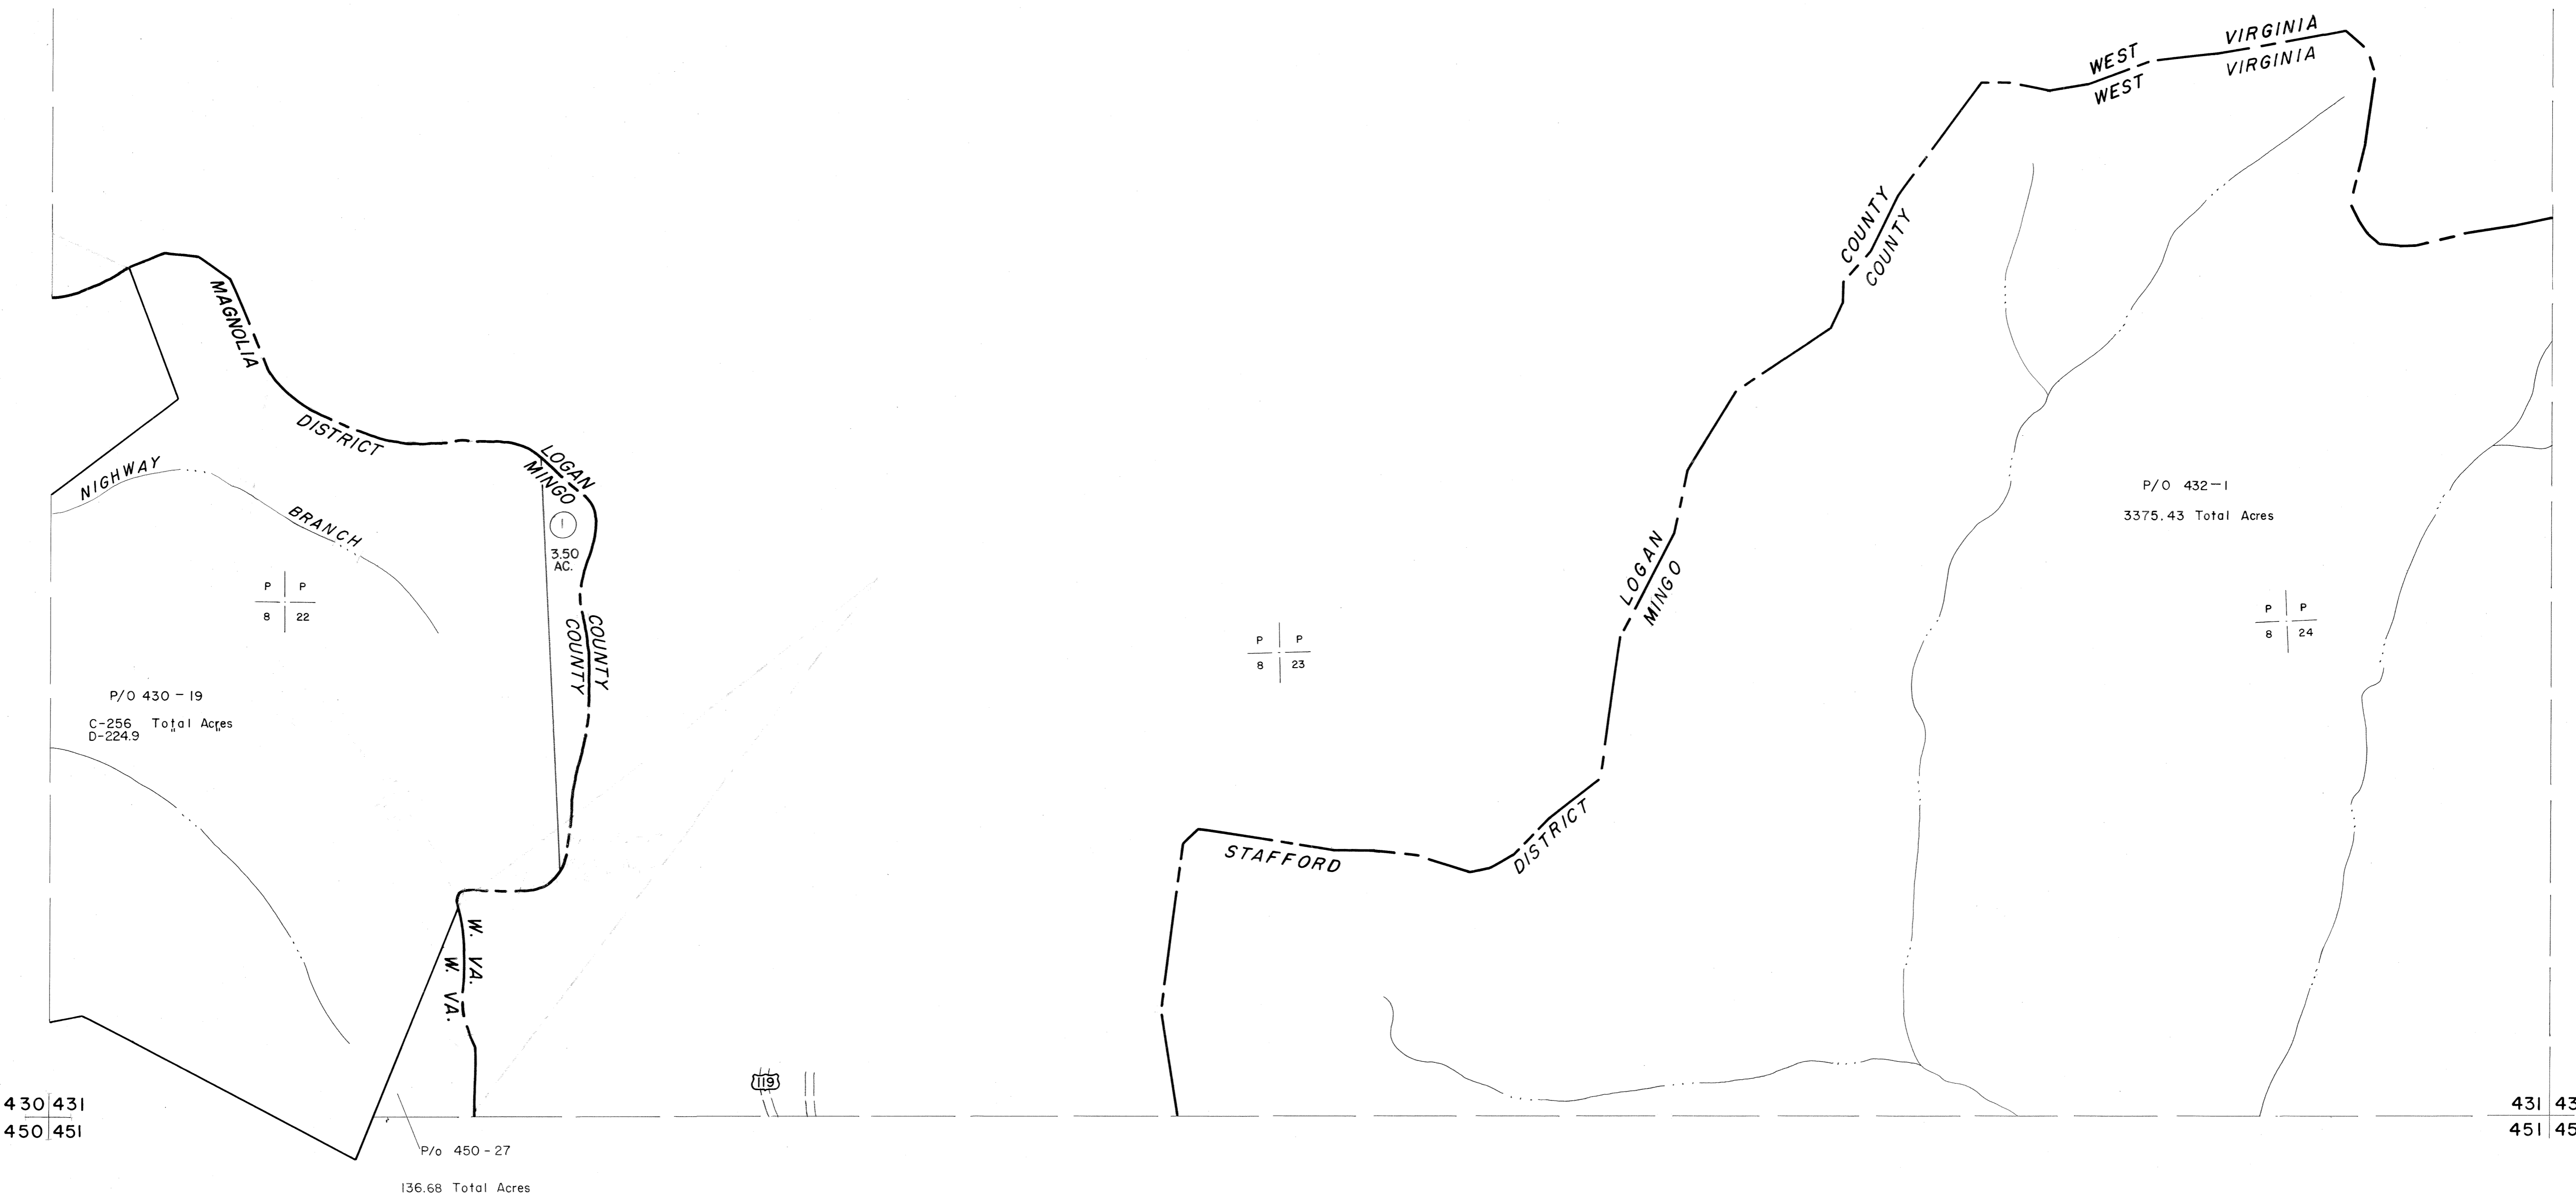 WEST VIRGINIA
WEST VIRGINIA
COUNTY
COUNTY
MAGNOLIA
DISTRICT
LOGAN
MINGO
1
3.50
AC.
NIGHWAY
BRANCH
P P
8 22
COUNTY
COUNTY
P/O 430-19
C-256 Total Acres
D-224.9 " "
W. VA.
W. VA.
LOGAN
MINGO
P P
8 23
STAFFORD
DISTRICT
P/O 432-1
3375.43 Total Acres
P P
8 24
119
430 431
450 451
P/o 450-27
136.68 Total Acres
431 43
451 45